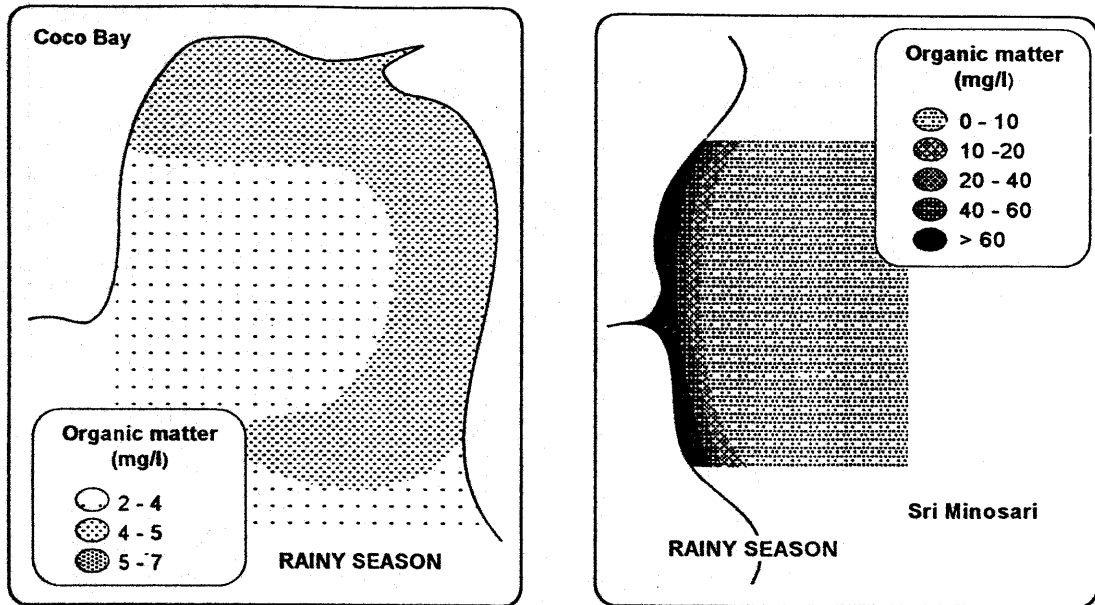 Coco Bay
Organic matter
(mg/l)
2 - 4
4 - 5
5 - 7
RAINY SEASON
Organic matter
(mg/l)
0 - 10
10 -20
20 - 40
40 - 60
> 60
Sri Minosari
RAINY SEASON